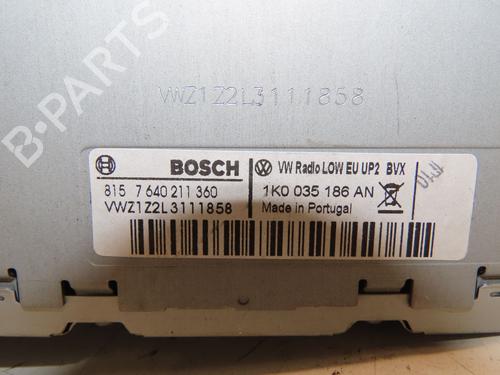 VWZ1Z2L3111858
BOSCH
VW Radio LOW EU UP2 BVX
815 7 640 211 360
1K0 035 186 AN
VWZ1Z2L3111858
Made in Portugal
B-PARTS